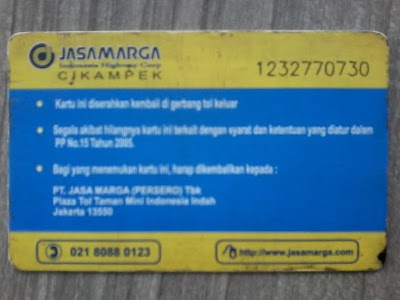 JASAMARGA
Indonesia Highway Corp
CIKAMPEK
1232770730
Kartu ini diserahkan kembali di gerbang tol keluar
Segala akibat hilangnya kartu ini terkait dengan syarat dan ketentuan yang diatur dalam
PP No.15 Tahun 2005.
Bagi yang menemukan kartu ini, harap dikembalikan kepada :
PT. JASA MARGA (PERSERO) Tbk
Plaza Tol Taman Mini Indonesia Indah
Jakarta 13550
021 8088 0123
http://www.jasamarga.com